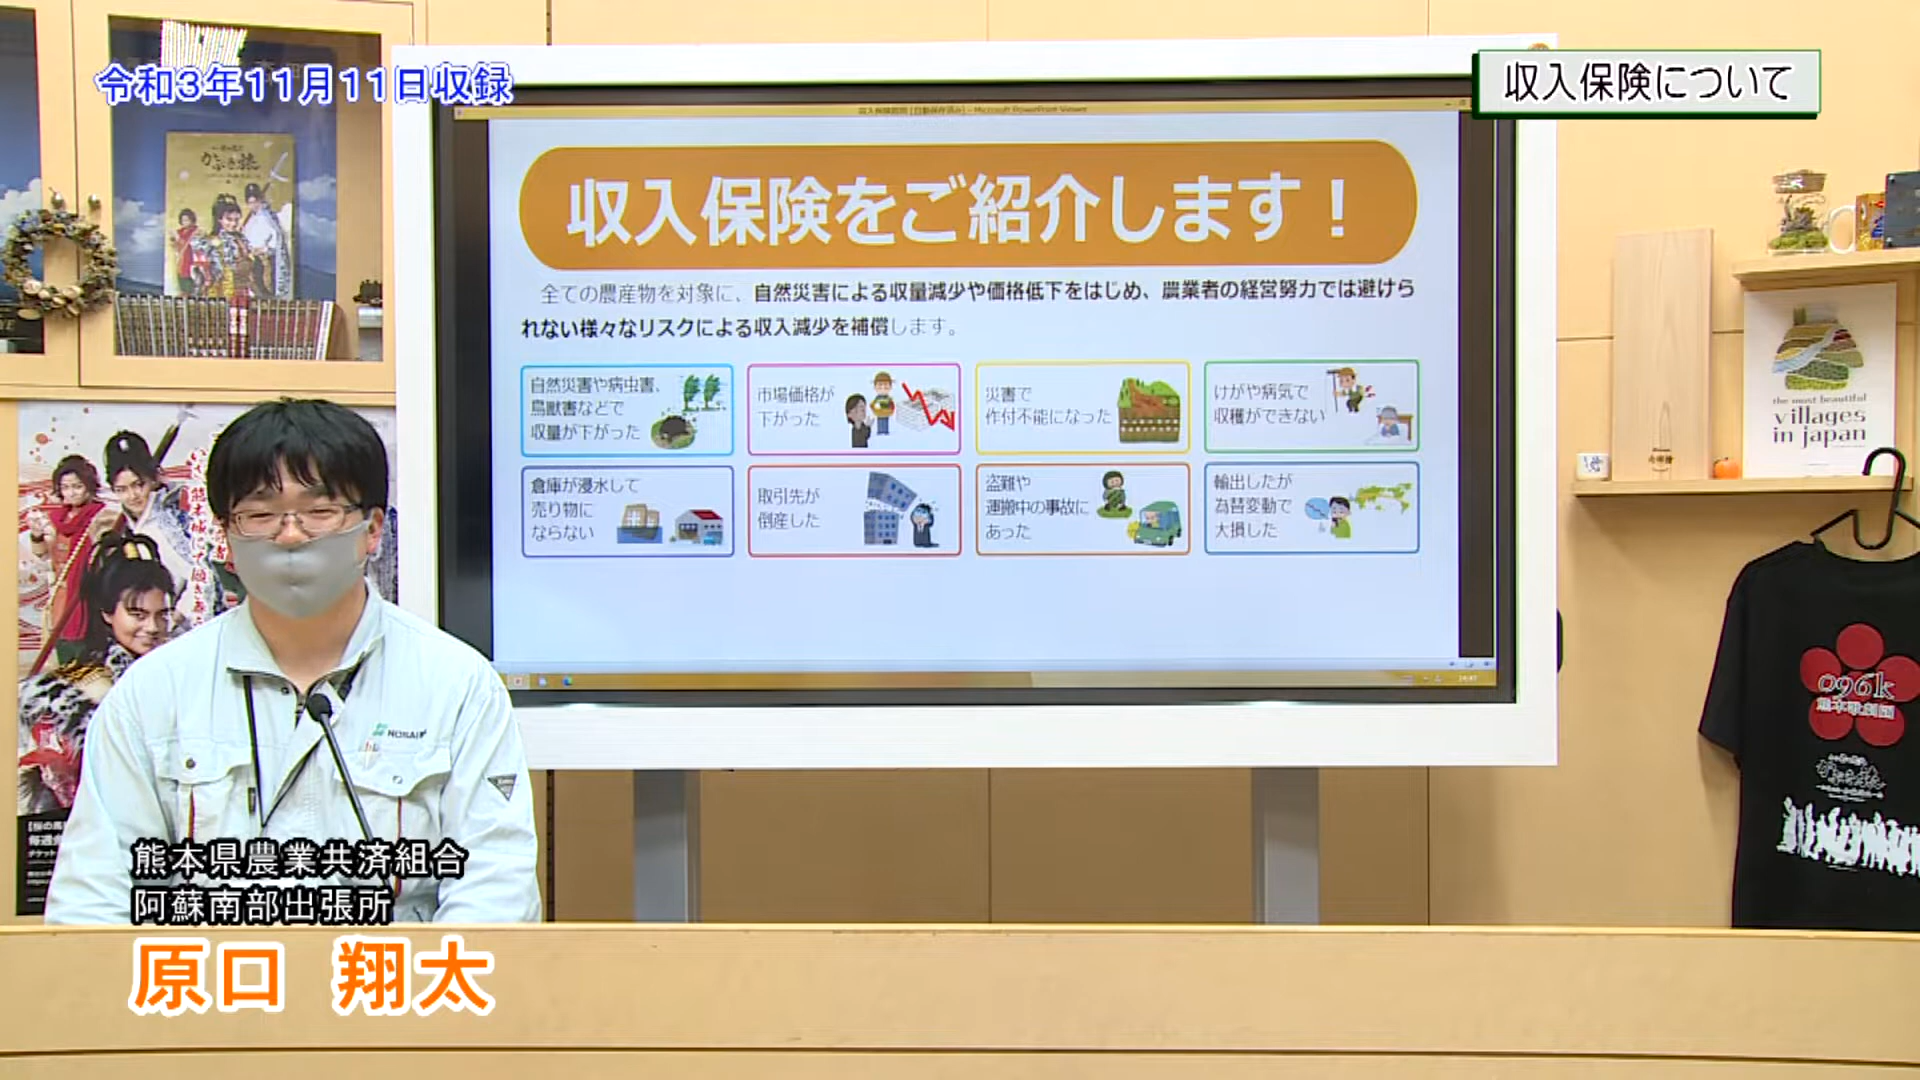 令和3年11月11日収録
収入保険について
収入保険をご紹介します！
全ての農産物を対象に、自然災害による収量減少や価格低下をはじめ、農業者の経営努力では避けら
れない様々なリスクによる収入減少を補償します。
自然災害や病虫害、
鳥獣害などで
収量が下がった
市場価格が
下がった
災害で
作付不能になった
けがや病気で
収穫ができない
倉庫が浸水して
売り物に
ならない
取引先が
倒産した
盗難や
運搬中の事故に
あった
輸出したが
為替変動で
大損した
the most beautiful
villages
in japan
NOSAI
096k
熊本歌劇団
熊本県農業共済組合
阿蘇南部出張所
原口 翔太